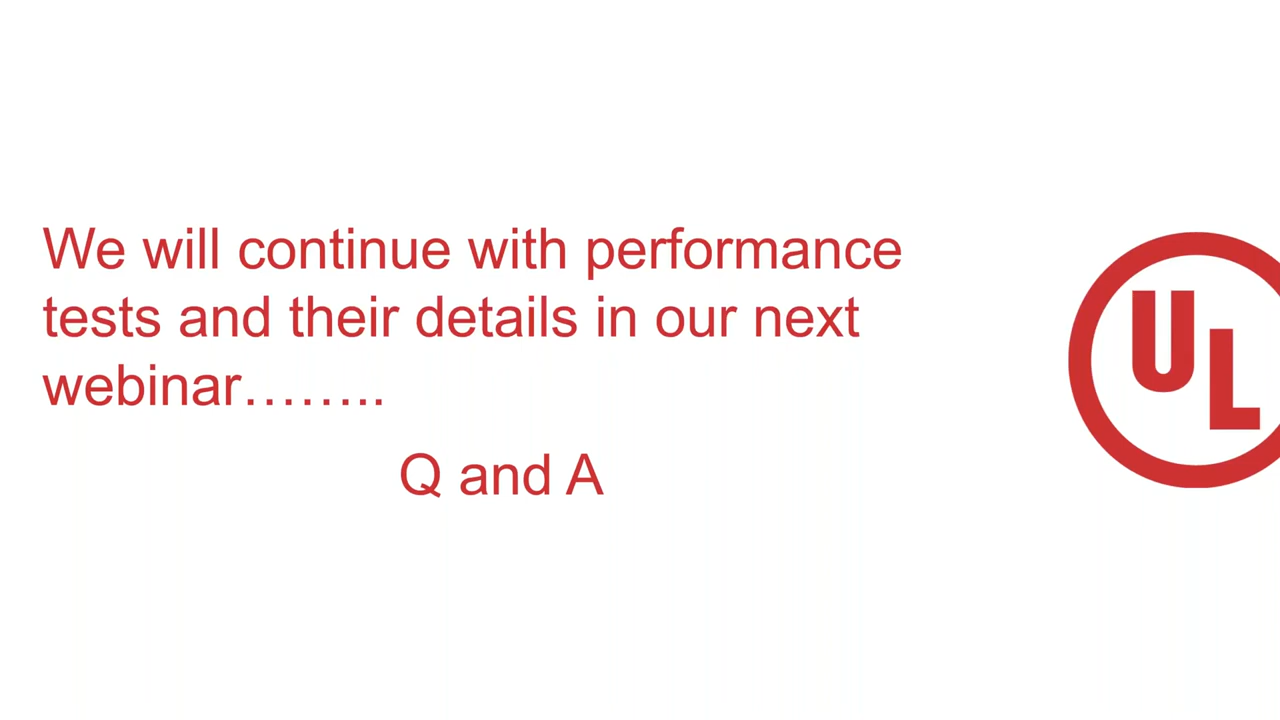 We will continue with performance
tests and their details in our next
webinar……..
Q and A
UL